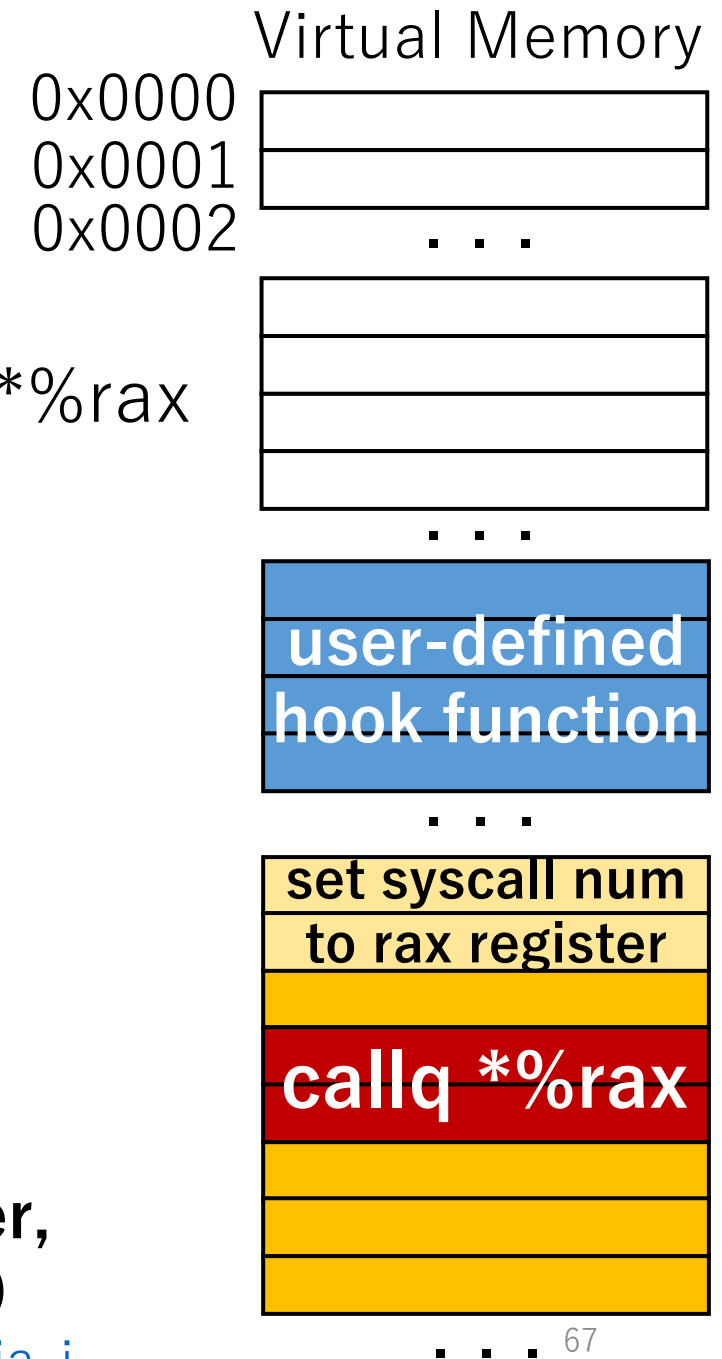 Virtual Memory
0x0000
0x0001
0x0002
. . .
*%rax
. . .
user-defined
hook function
. . .
set syscall num
to rax register
callq *%rax
er,
)
ia.j
. . .
67